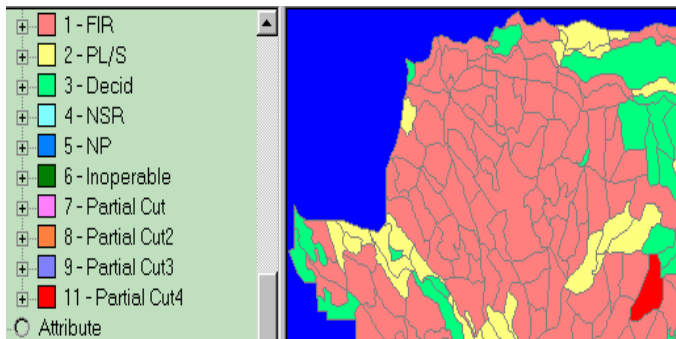 1 - FIR
2 - PL/S
3 - Decid
4 - NSR
5 - NP
6 - Inoperable
7 - Partial Cut
8 - Partial Cut2
9 - Partial Cut3
11 - Partial Cut4
Attribute